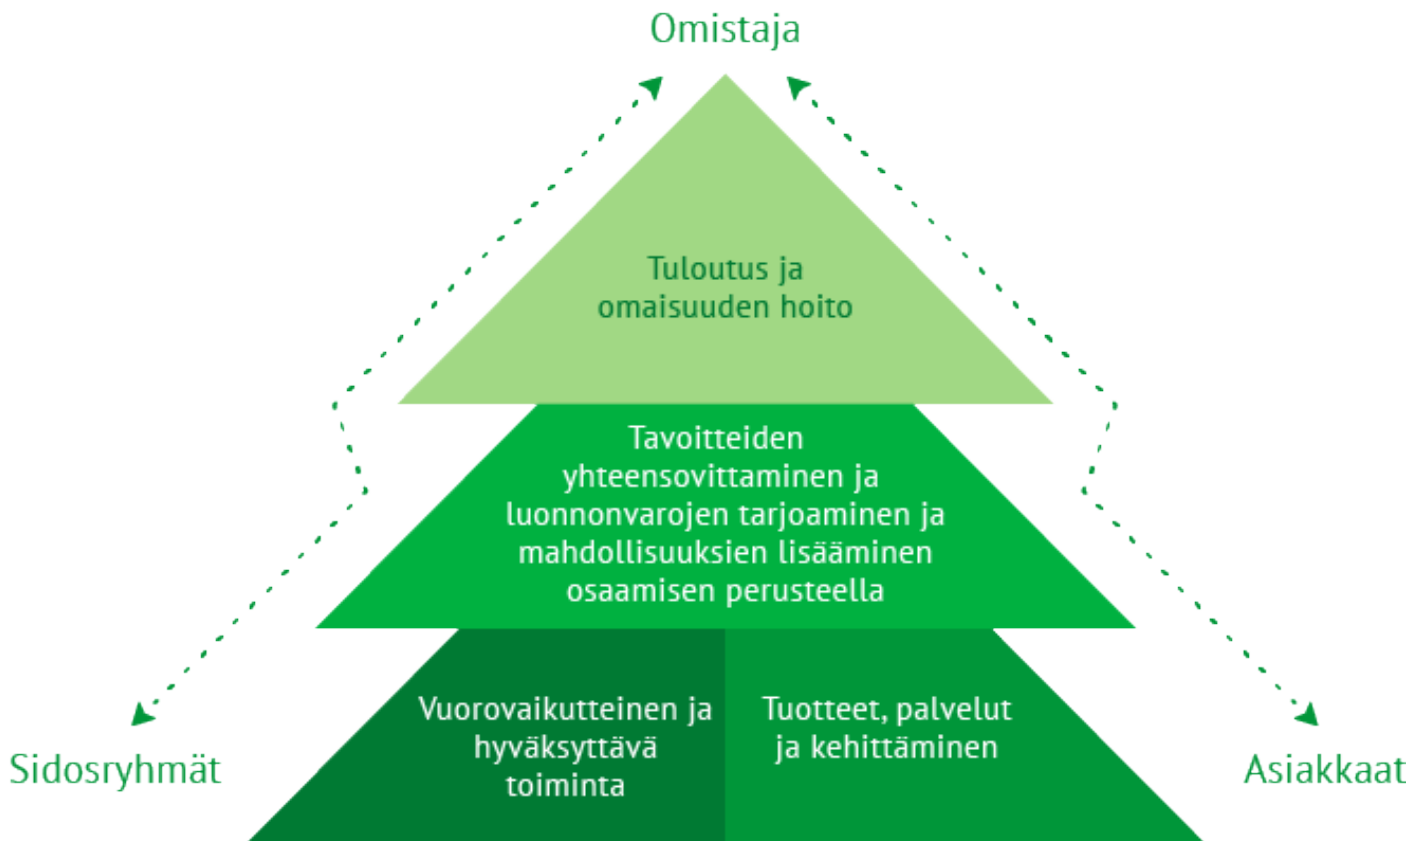 Omistaja
Tuloutus ja
omaisuuden hoito
Tavoitteiden
yhteensovittaminen ja
luonnonvarojen tarjoaminen ja
mahdollisuuksien lisääminen
osaamisen perusteella
Vuorovaikutteinen ja
hyväksyttävä
toiminta
Tuotteet, palvelut
ja kehittäminen
Sidosryhmät
Asiakkaat